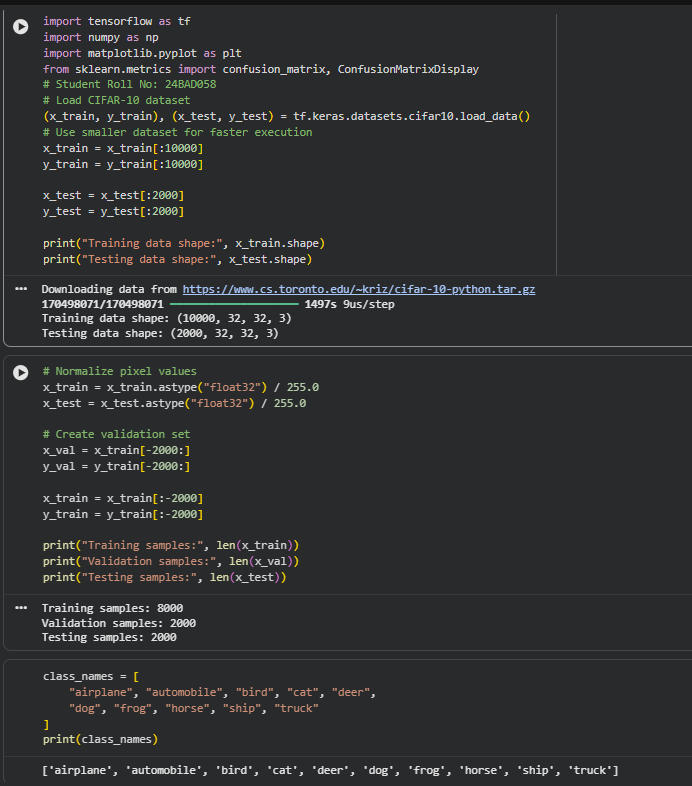 import tensorflow as tf
import numpy as np
import matplotlib.pyplot as plt
from sklearn.metrics import confusion_matrix, ConfusionMatrixDisplay
# Student Roll No: 24BAD058
# Load CIFAR-10 dataset
(x_train, y_train), (x_test, y_test) = tf.keras.datasets.cifar10.load_data()
# Use smaller dataset for faster execution
x_train = x_train[:10000]
y_train = y_train[:10000]

x_test = x_test[:2000]
y_test = y_test[:2000]

print("Training data shape:", x_train.shape)
print("Testing data shape:", x_test.shape)
Downloading data from https://www.cs.toronto.edu/~kriz/cifar-10-python.tar.gz
170498071/170498071 ━━━━━━━━━━━━━━━━━━━━ 1497s 9us/step
Training data shape: (10000, 32, 32, 3)
Testing data shape: (2000, 32, 32, 3)
# Normalize pixel values
x_train = x_train.astype("float32") / 255.0
x_test = x_test.astype("float32") / 255.0

# Create validation set
x_val = x_train[-2000:]
y_val = y_train[-2000:]

x_train = x_train[:-2000]
y_train = y_train[:-2000]

print("Training samples:", len(x_train))
print("Validation samples:", len(x_val))
print("Testing samples:", len(x_test))
Training samples: 8000
Validation samples: 2000
Testing samples: 2000
class_names = [
    "airplane", "automobile", "bird", "cat", "deer",
    "dog", "frog", "horse", "ship", "truck"
]
print(class_names)
['airplane', 'automobile', 'bird', 'cat', 'deer', 'dog', 'frog', 'horse', 'ship', 'truck']